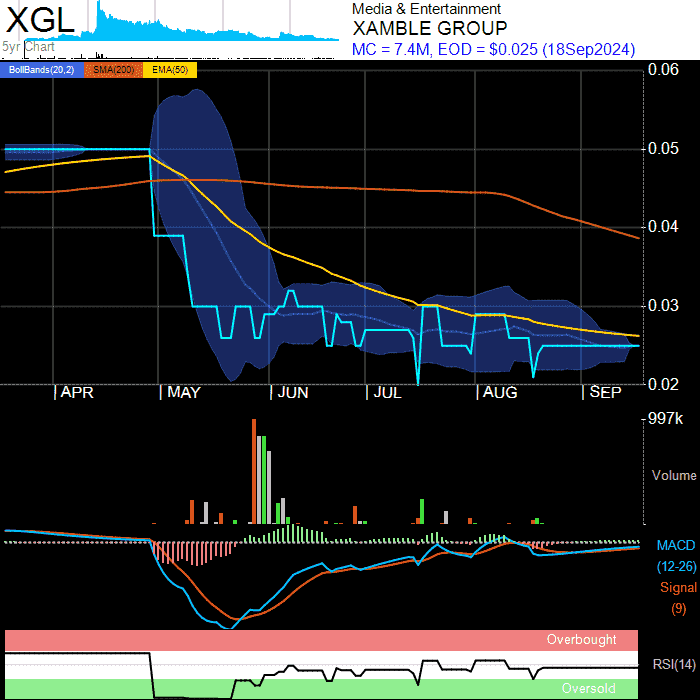 XGL
5yr Chart
Media & Entertainment
XAMBLE GROUP
MC = 7.4M, EOD = $0.025 (18Sep2024)
BollBands(20,2) SMA(200) EMA(50)
0.06
0.05
0.04
0.03
0.02
APR MAY JUN JUL AUG SEP
997k
Volume
MACD
(12-26)
Signal
(9)
Overbought
RSI(14)
Oversold